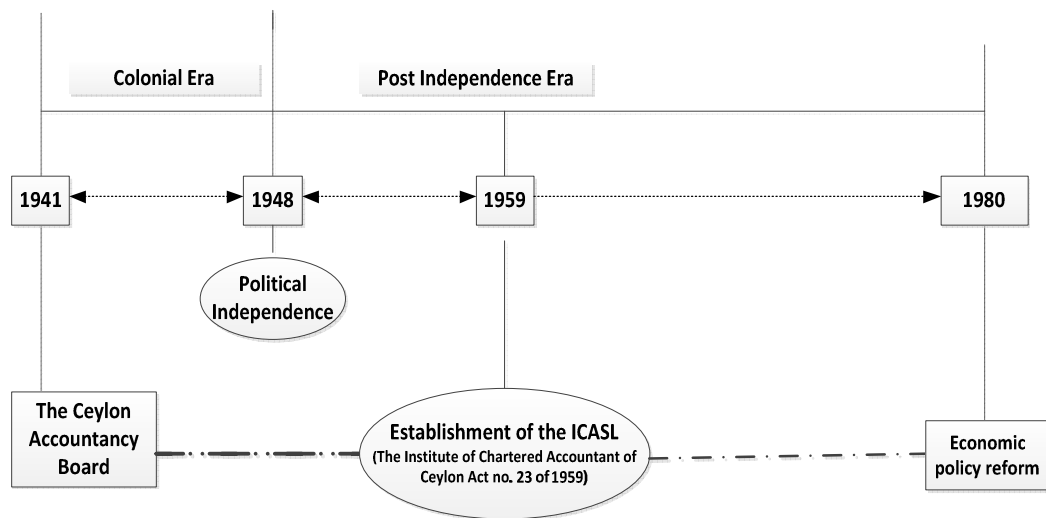 Colonial Era
Post Independence Era
1941
1948
1959
1980
Political
Independence
The Ceylon
Accountancy
Board
Establishment of the ICASL
(The Institute of Chartered Accountant of
Ceylon Act no. 23 of 1959)
Economic
policy reform